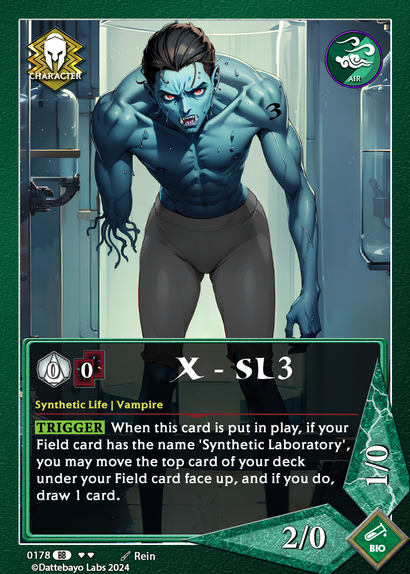 CHARACTER
AIR
3
0
0
X - SL3
Synthetic Life | Vampire
TRIGGER When this card is put in play, if your
Field card has the name 'Synthetic Laboratory',
you may move the top card of your deck
under your Field card face up, and if you do,
draw 1 card.
1/0
2/0
BIO
0178 BB ♥♥ Rein
©Dattebayo Labs 2024